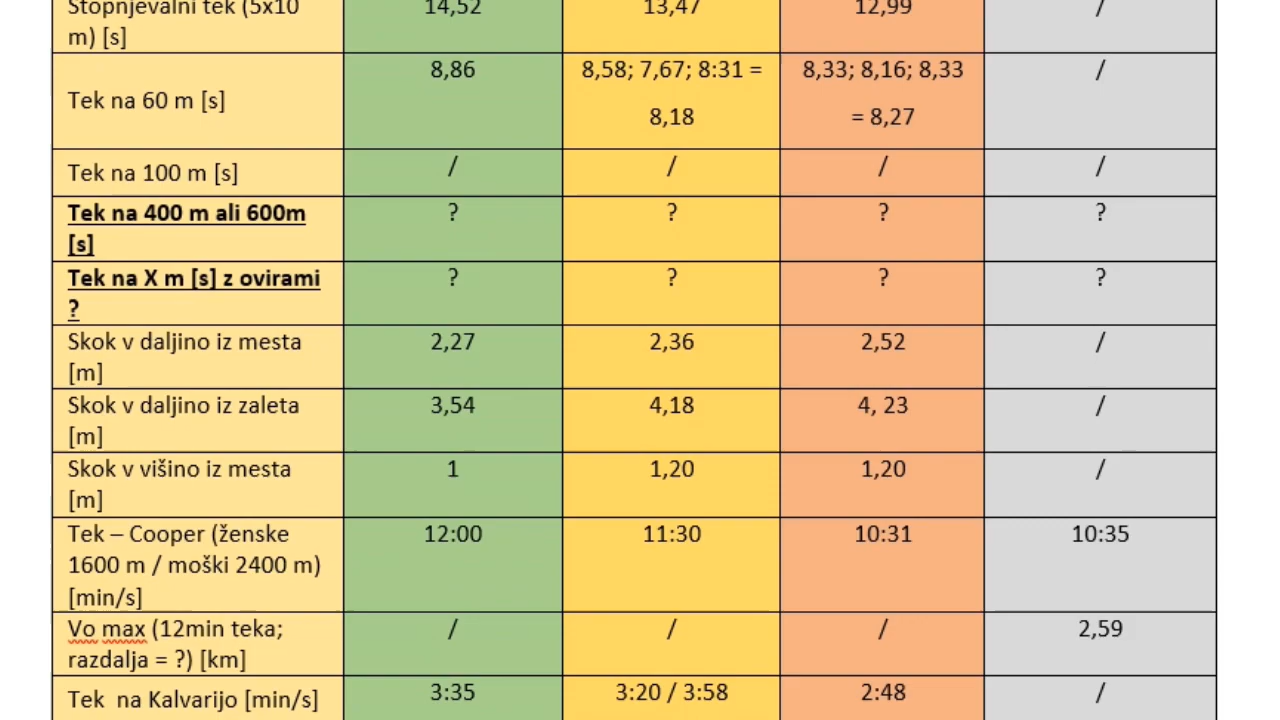 Stopnjevalni tek (5x10 14,52 13,47 12,99 /
m) [s]
8,86 8,58; 7,67; 8:31 = 8,33; 8,16; 8,33 /
Tek na 60 m [s]
8,18 = 8,27
Tek na 100 m [s] / / / /
Tek na 400 m ali 600m ? ? ? ?
[s]
Tek na X m [s] z ovirami ? ? ? ?
?
Skok v daljino iz mesta 2,27 2,36 2,52 /
[m]
Skok v daljino iz zaleta 3,54 4,18 4, 23 /
[m]
Skok v višino iz mesta 1 1,20 1,20 /
[m]
Tek – Cooper (ženske 12:00 11:30 10:31 10:35
1600 m / moški 2400 m)
[min/s]
Vo max (12min teka; / / / 2,59
razdalja = ?) [km]
Tek na Kalvarijo [min/s] 3:35 3:20 / 3:58 2:48 /